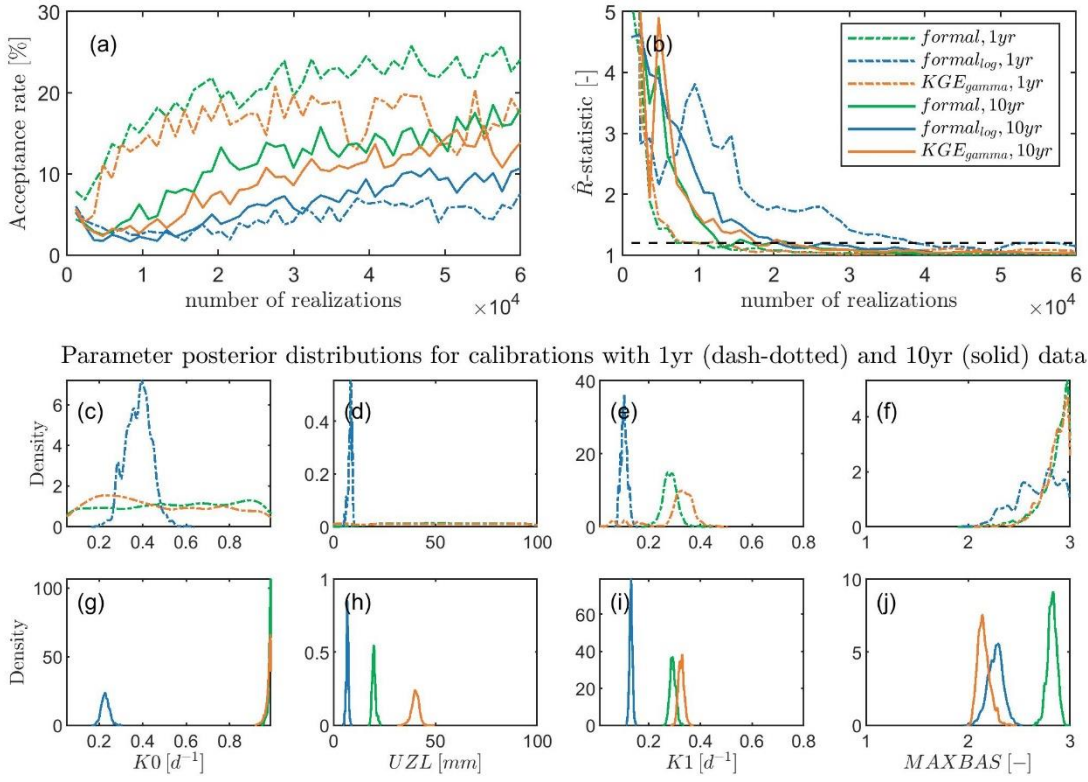 (a)
Acceptance rate [%]
30
20
10
0
0 1 2 3 4 5 6
number of realizations
×10⁴
(b)
R̂-statistic [-]
5
4
3
2
1
0 1 2 3 4 5 6
number of realizations
×10⁴
formal, 1yr
formal_log, 1yr
KGE_gamma, 1yr
formal, 10yr
formal_log, 10yr
KGE_gamma, 10yr
Parameter posterior distributions for calibrations with 1yr (dash-dotted) and 10yr (solid) data
(c)
Density
6
4
2
0
0.2 0.4 0.6 0.8
(d)
0.4
0.2
0
0 50 100
(e)
40
20
0
0.2 0.4 0.6 0.8
(f)
4
2
0
1 2 3
(g)
Density
100
50
0
0.2 0.4 0.6 0.8
K0 [d⁻¹]
(h)
1
0.5
0
0 50 100
UZL [mm]
(i)
60
40
20
0
0.2 0.4 0.6 0.8
K1 [d⁻¹]
(j)
10
5
0
1 2 3
MAXBAS [−]